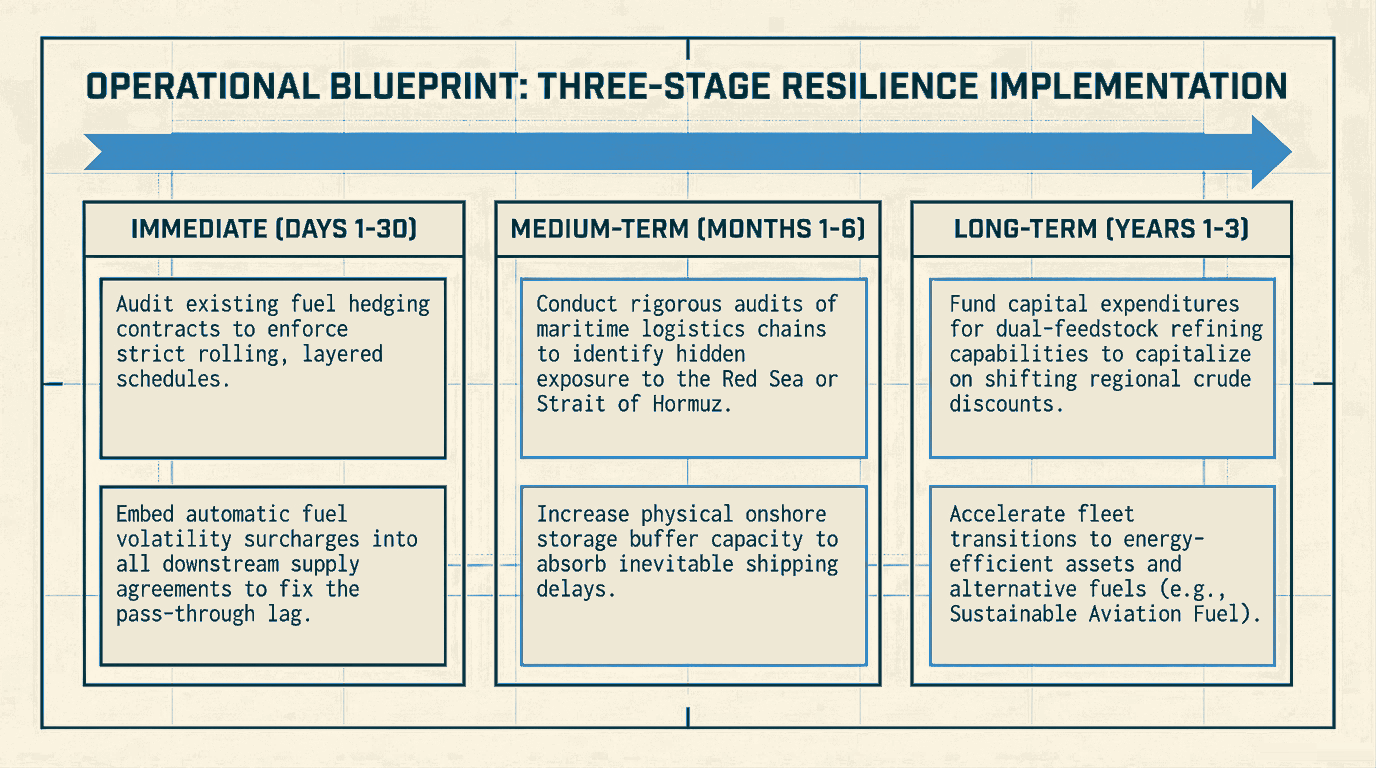 OPERATIONAL BLUEPRINT: THREE-STAGE RESILIENCE IMPLEMENTATION
IMMEDIATE (DAYS 1-30)
Audit existing fuel hedging
contracts to enforce
strict rolling, layered
schedules.
Embed automatic fuel
volatility surcharges into
all downstream supply
agreements to fix the
pass-through lag.
MEDIUM-TERM (MONTHS 1-6)
Conduct rigorous audits of
maritime logistics chains
to identify hidden
exposure to the Red Sea or
Strait of Hormuz.
Increase physical onshore
storage buffer capacity to
absorb inevitable shipping
delays.
LONG-TERM (YEARS 1-3)
Fund capital expenditures
for dual-feedstock refining
capabilities to capitalize
on shifting regional crude
discounts.
Accelerate fleet
transitions to energy-
efficient assets and
alternative fuels (e.g.,
Sustainable Aviation Fuel).